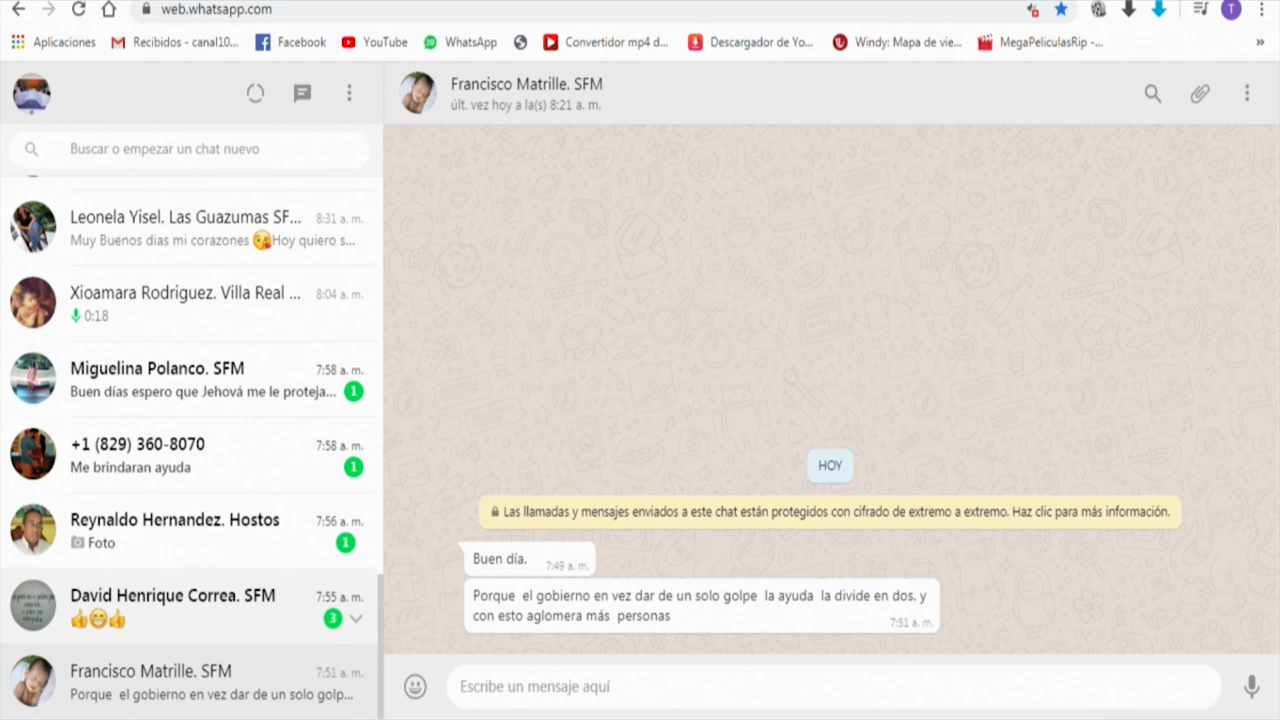 web.whatsapp.com
T
Aplicaciones
Recibidos - canal10...
Facebook
YouTube
20 WhatsApp
Convertidor mp4 d...
Descargador de Yo...
Windy: Mapa de vie...
MegaPeliculasRip -...
»
Buscar o empezar un chat nuevo
Leonela Yisel. Las Guazumas SF... 8:31 a. m.
Muy Buenos dias mi corazones 😘Hoy quiero s...
Xioamara Rodriguez. Villa Real ... 8:04 a. m.
0:18
Miguelina Polanco. SFM 7:58 a. m.
Buen días espero que Jehová me le proteja... 1
+1 (829) 360-8070 7:58 a. m.
Me brindaran ayuda 1
Reynaldo Hernandez. Hostos 7:56 a. m.
Foto 1
David Henrique Correa. SFM 7:55 a. m.
👍😁👍 3
Francisco Matrille. SFM 7:51 a. m.
Porque el gobierno en vez dar de un solo golp...
Francisco Matrille. SFM
últ. vez hoy a la(s) 8:21 a. m.
HOY
Las llamadas y mensajes enviados a este chat están protegidos con cifrado de extremo a extremo. Haz clic para más información.
Buen día. 7:49 a. m.
Porque el gobierno en vez dar de un solo golpe la ayuda la divide en dos. y
con esto aglomera más personas 7:51 a. m.
Escribe un mensaje aquí